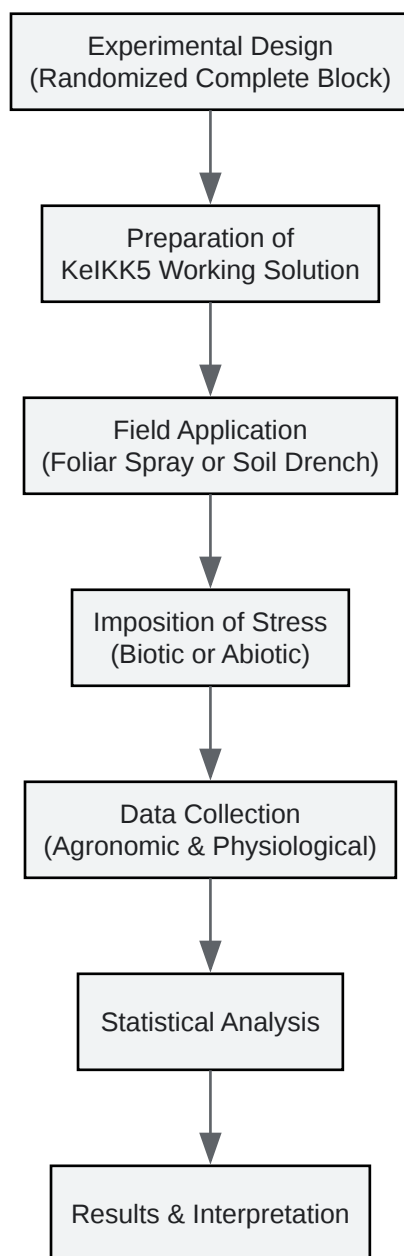 Experimental Design
(Randomized Complete Block)
Preparation of
KeIKK5 Working Solution
Field Application
(Foliar Spray or Soil Drench)
Imposition of Stress
(Biotic or Abiotic)
Data Collection
(Agronomic & Physiological)
Statistical Analysis
Results & Interpretation